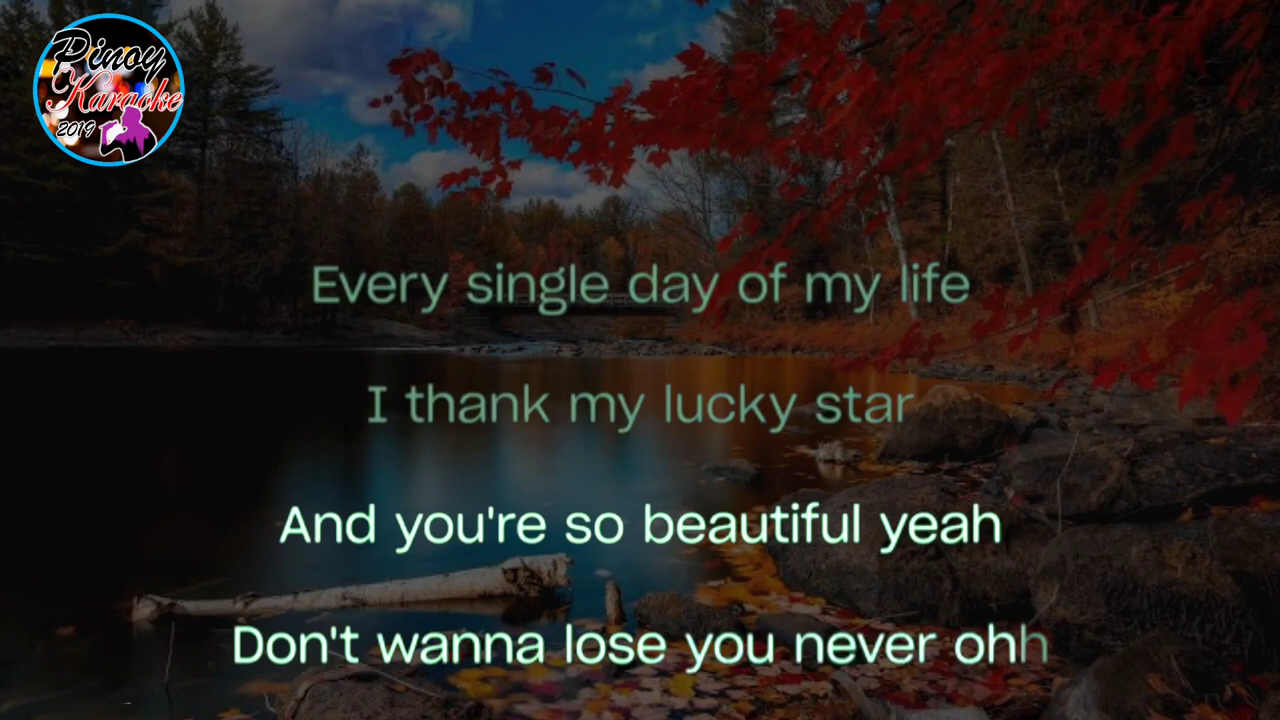 Pinoy
Karaoke
2019
Every single day of my life
I thank my lucky star
And you're so beautiful yeah
Don't wanna lose you never ohh